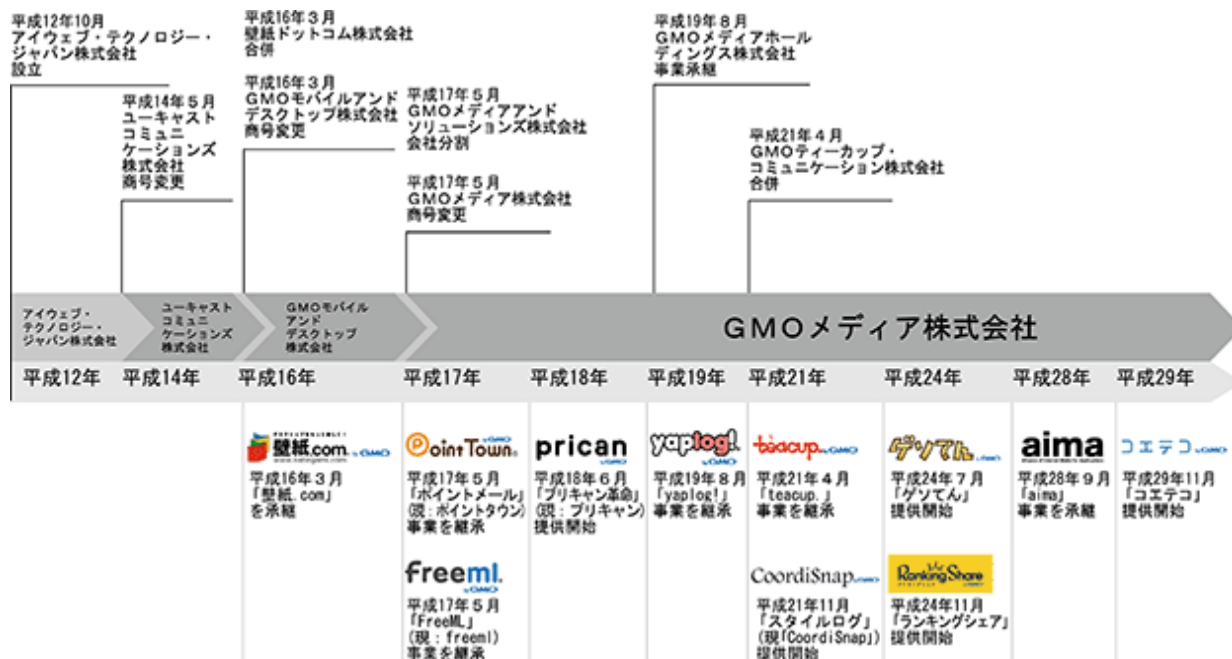 平成12年10月
アイウェブ・テクノロジー・
ジャパン株式会社
設立
平成14年5月
ユーキャスト
コミュニ
ケーションズ
株式会社
商号変更
平成16年3月
壁紙ドットコム株式会社
合併
平成16年3月
GMOモバイルアンド
デスクトップ株式会社
商号変更
平成17年5月
GMOメディアアンド
ソリューションズ株式会社
会社分割
平成17年5月
GMOメディア株式会社
商号変更
平成19年8月
GMOメディアホール
ディングス株式会社
事業承継
平成21年4月
GMOティーカップ・
コミュニケーション株式会社
合併
アイウェブ・
テクノロジー・
ジャパン株式会社
ユーキャスト
コミュニ
ケーションズ
株式会社
GMOモバイル
アンド
デスクトップ
株式会社
GMOメディア株式会社
平成12年
平成14年
平成16年
平成17年
平成18年
平成19年
平成21年
平成24年
平成28年
平成29年
壁紙.com by GMO
平成16年3月
「壁紙.com」
を承継
PointTown. by GMO
平成17年5月
「ポイントメール」
(現:ポイントタウン)
事業を継承
freeml. by GMO
平成17年5月
「FreeML」
(現:freeml)
事業を継承
prican by GMO
平成18年6月
「プリキャン革命」
(現:プリキャン)
提供開始
yaplog! by GMO
平成19年8月
「yaplog!」
事業を継承
teacup. by GMO
平成21年4月
「teacup.」
事業を継承
CoordiSnap by GMO
平成21年11月
「スタイルログ」
(現「CoordiSnap」)
提供開始
ゲソてん by GMO
平成24年7月
「ゲソてん」
提供開始
RankingShare
平成24年11月
「ランキングシェア」
提供開始
aima
平成28年9月
「aima」
事業を承継
コエテコ by GMO
平成29年11月
「コエテコ」
提供開始